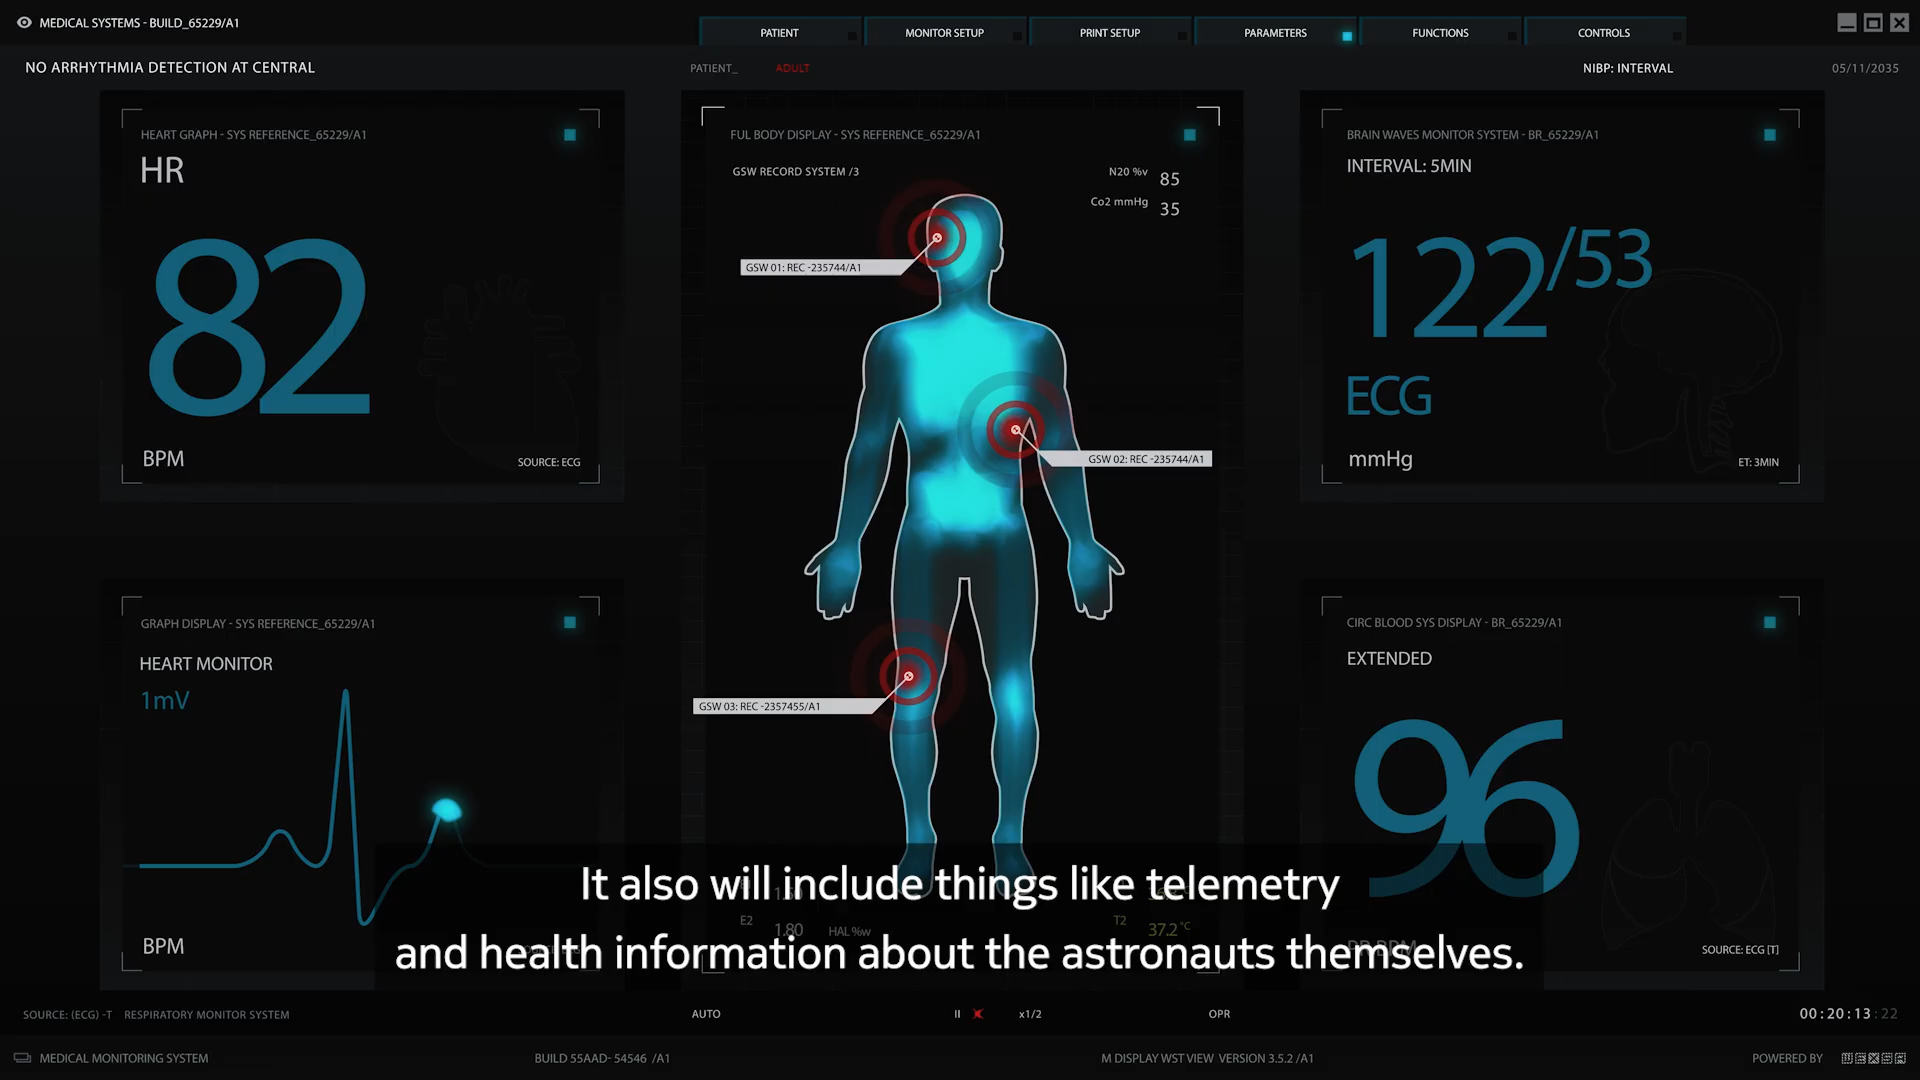 MEDICAL SYSTEMS - BUILD_65229/A1
PATIENT
MONITOR SETUP
PRINT SETUP
PARAMETERS
FUNCTIONS
CONTROLS
NO ARRHYTHMIA DETECTION AT CENTRAL
PATIENT_ ADULT
NIBP: INTERVAL
05/11/2035
HEART GRAPH - SYS REFERENCE_65229/A1
HR
82
BPM
SOURCE: ECG
FUL BODY DISPLAY - SYS REFERENCE_65229/A1
GSW RECORD SYSTEM /3
N20 %v 85
Co2 mmHg 35
GSW 01: REC -235744/A1
GSW 02: REC -235744/A1
GSW 03: REC -2357455/A1
E2 1.80 HAL %w
T2 37.2 °C
BRAIN WAVES MONITOR SYSTEM - BR_65229/A1
INTERVAL: 5MIN
122/53
ECG
mmHg
ET: 3MIN
GRAPH DISPLAY - SYS REFERENCE_65229/A1
HEART MONITOR
1mV
BPM
CIRC BLOOD SYS DISPLAY - BR_65229/A1
EXTENDED
96
SOURCE: ECG [T]
It also will include things like telemetry
and health information about the astronauts themselves.
SOURCE: (ECG) -T RESPIRATORY MONITOR SYSTEM
AUTO
x1/2
OPR
00:20:13:22
MEDICAL MONITORING SYSTEM
BUILD 55AAD- 54546 /A1
M DISPLAY WST VIEW VERSION 3.5.2 /A1
POWERED BY